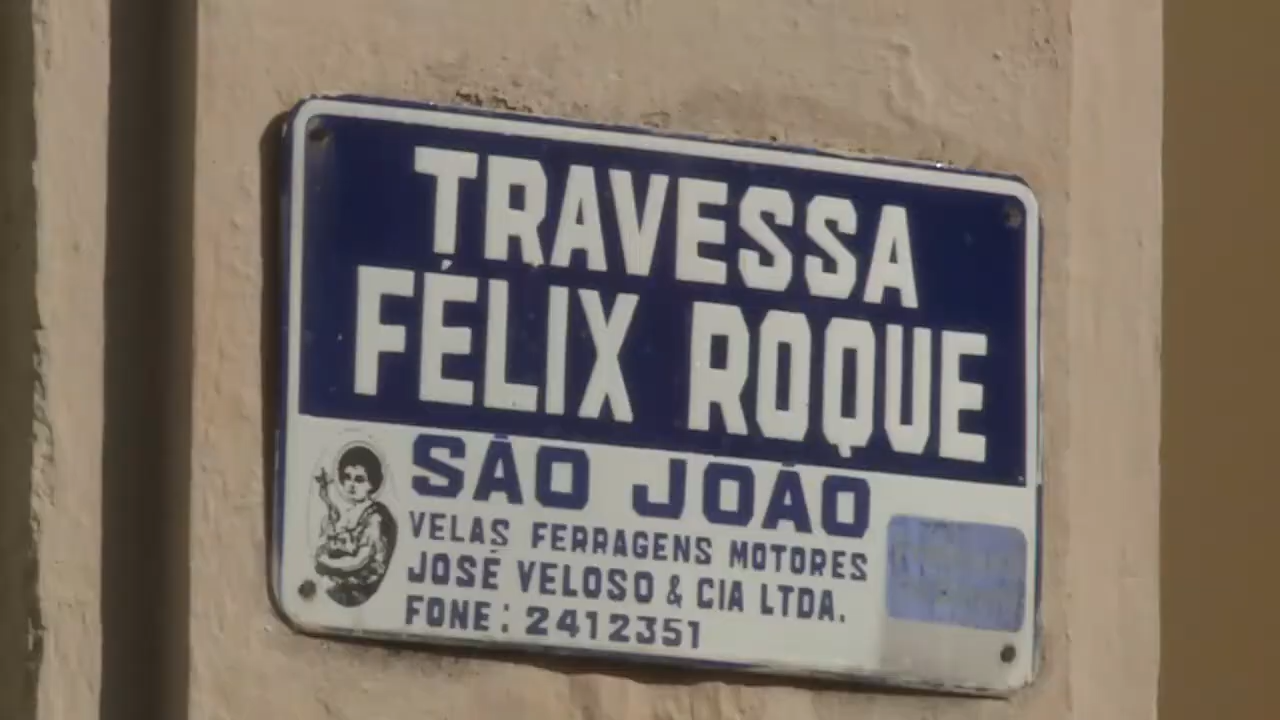 TRAVESSA
FÉLIX ROQUE
SÃO JOÃO
VELAS FERRAGENS MOTORES
JOSÉ VELOSO & CIA LTDA.
FONE: 2412351